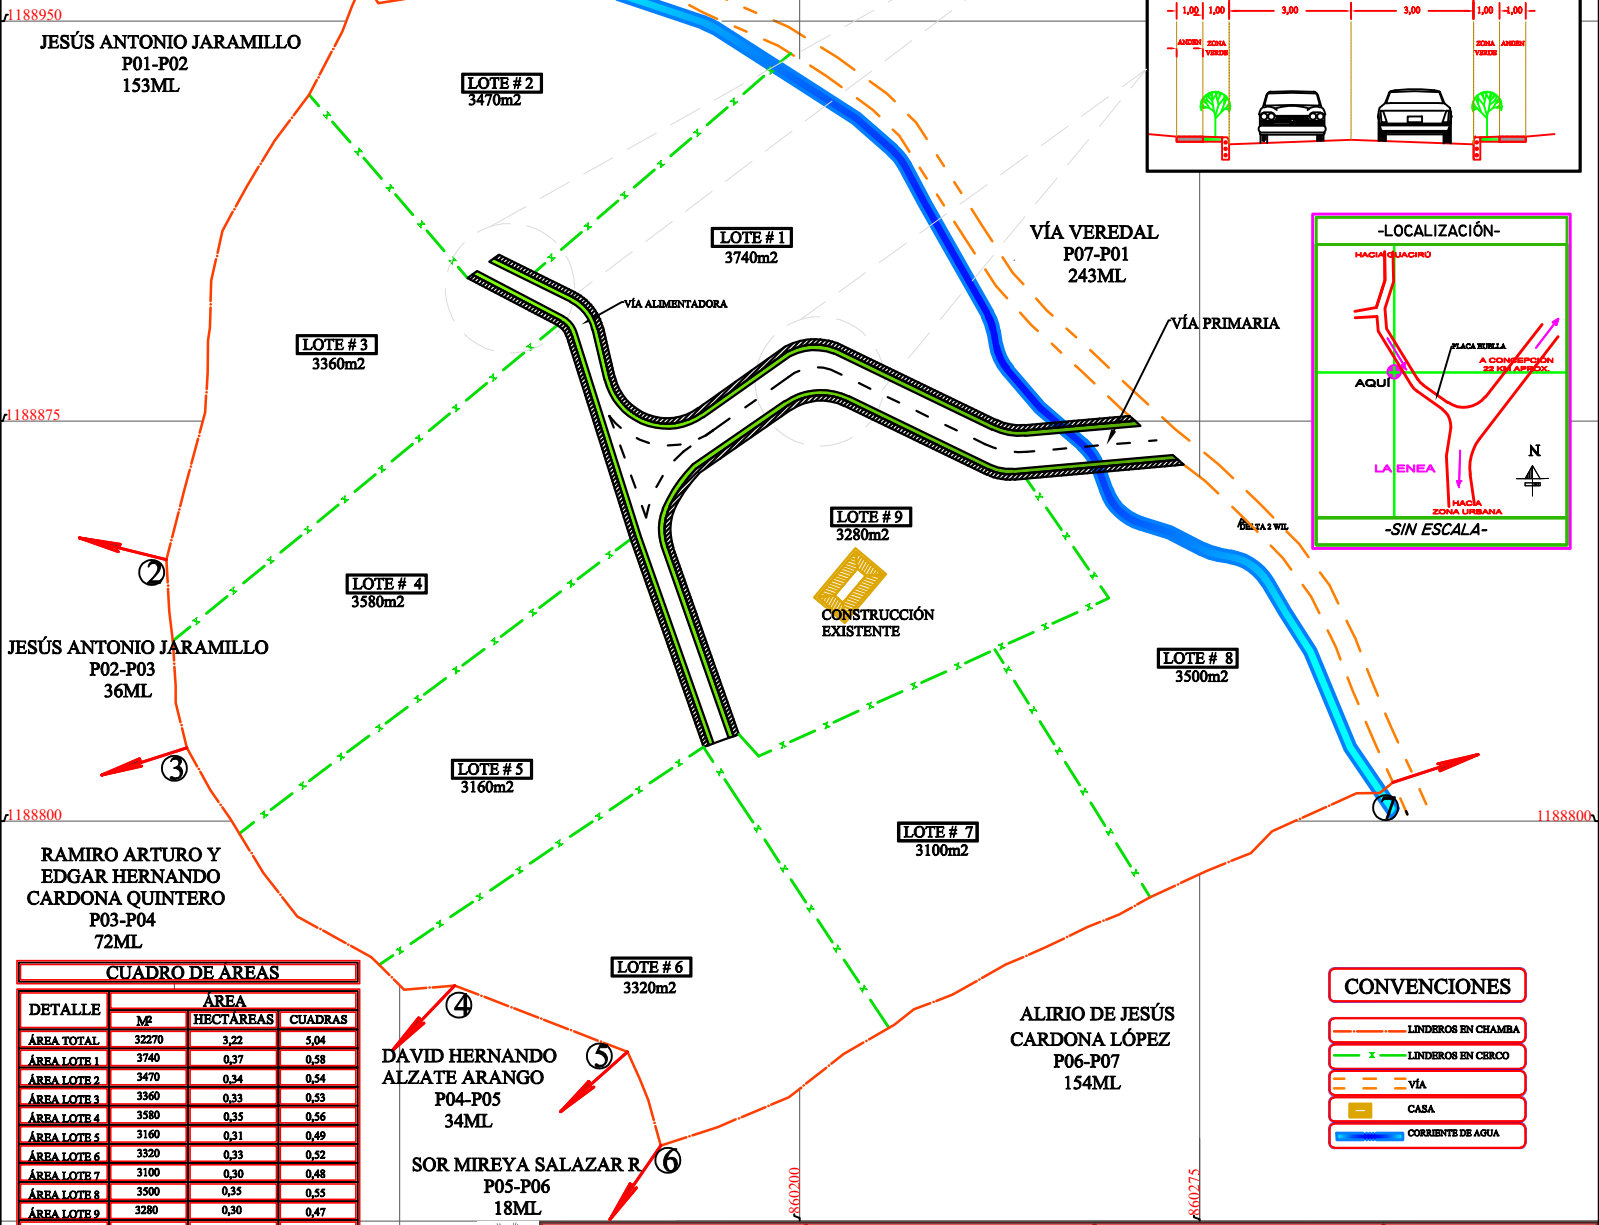 1188950
JESÚS ANTONIO JARAMILLO
P01-P02
153ML
LOTE # 2
3470m2
1,00
1,00
3,00
3,00
1,00
1,00
ANDEN
ZONA
VERDE
ZONA
VERDE
ANDEN
LOTE # 1
3740m2
VÍA VEREDAL
P07-P01
243ML
-LOCALIZACIÓN-
HACIA GUACIRÚ
PLACA HUELLA
A CONCEPCIÓN
22 KM APROX.
AQUÍ
LA ENEA
N
HACIA
ZONA URBANA
-SIN ESCALA-
VÍA ALIMENTADORA
VÍA PRIMARIA
LOTE # 3
3360m2
1188875
LOTE # 9
3280m2
DELTA 2 WIL
2
LOTE # 4
3580m2
CONSTRUCCIÓN
EXISTENTE
JESÚS ANTONIO JARAMILLO
P02-P03
36ML
LOTE # 8
3500m2
3
LOTE # 5
3160m2
7
1188800
1188800
LOTE # 7
3100m2
RAMIRO ARTURO Y
EDGAR HERNANDO
CARDONA QUINTERO
P03-P04
72ML
LOTE # 6
3320m2
CUADRO DE ÁREAS
DETALLE ÁREA
M² HECTÁREAS CUADRAS
ÁREA TOTAL 32270 3,22 5,04
ÁREA LOTE 1 3740 0,37 0,58
ÁREA LOTE 2 3470 0,34 0,54
ÁREA LOTE 3 3360 0,33 0,53
ÁREA LOTE 4 3580 0,35 0,56
ÁREA LOTE 5 3160 0,31 0,49
ÁREA LOTE 6 3320 0,33 0,52
ÁREA LOTE 7 3100 0,30 0,48
ÁREA LOTE 8 3500 0,35 0,55
ÁREA LOTE 9 3280 0,30 0,47
4
5
DAVID HERNANDO
ALZATE ARANGO
P04-P05
34ML
6
SOR MIREYA SALAZAR R
P05-P06
18ML
ALIRIO DE JESÚS
CARDONA LÓPEZ
P06-P07
154ML
860200
860275
CONVENCIONES
LINDEROS EN CHAMBA
LINDEROS EN CERCO
VÍA
CASA
CORRIENTE DE AGUA